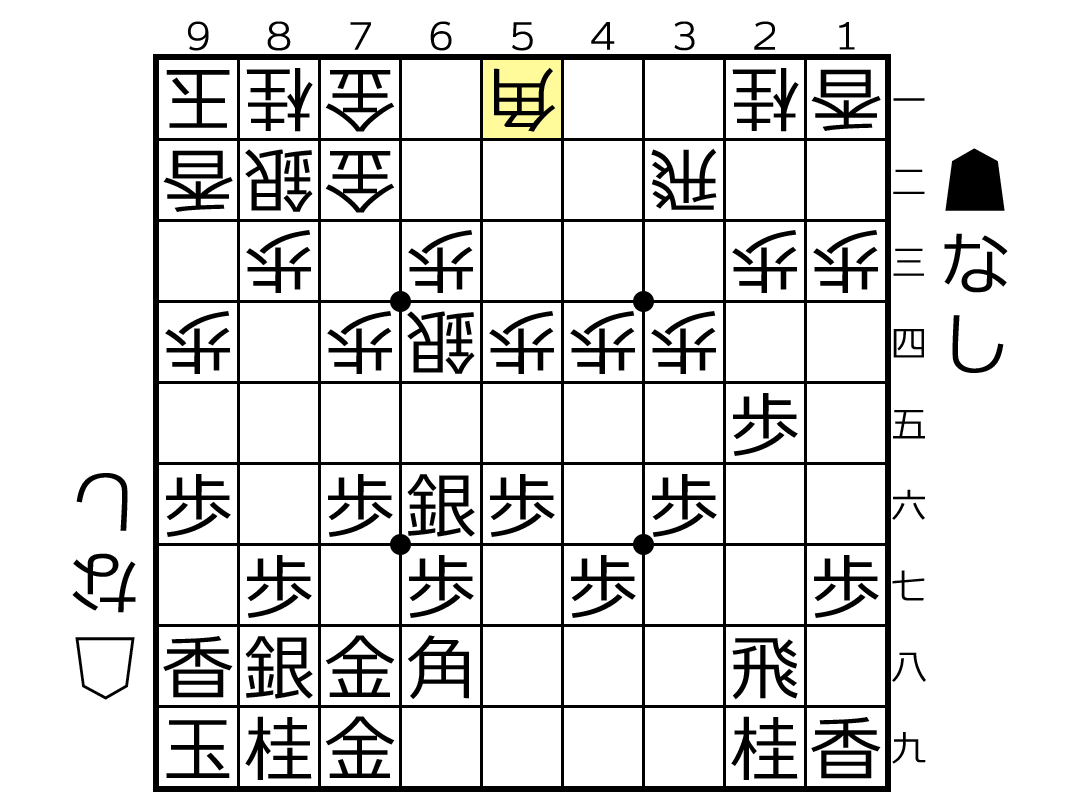 9 8 7 6 5 4 3 2 1
玉 桂 金 角 桂 香 一
香 銀 金 飛 二
歩 歩 歩 歩 三
歩 歩 銀 歩 歩 歩 四
歩 五
歩 歩 銀 歩 歩 六
歩 歩 歩 歩 七
香 銀 金 角 飛 八
玉 桂 金 桂 香 九
☗なし
☖なし